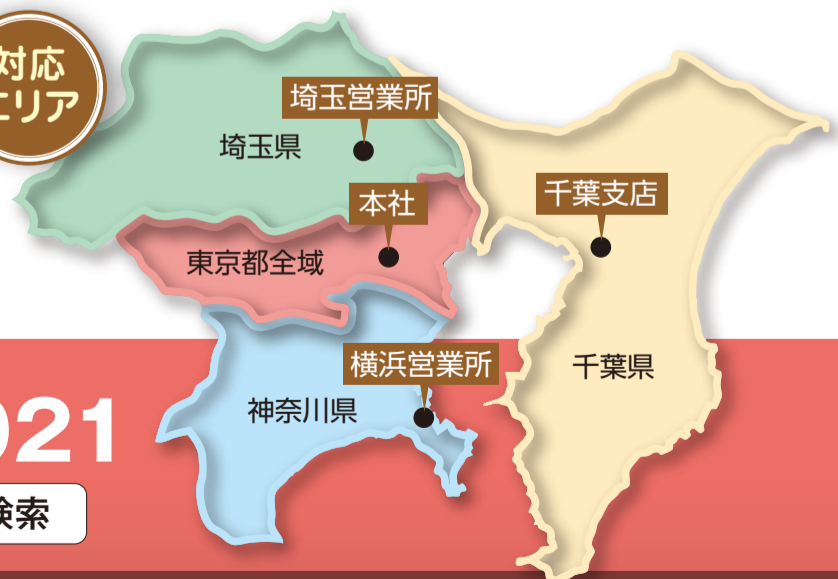 対応
エリア
埼玉営業所
埼玉県
本社
千葉支店
東京都全域
横浜営業所
千葉県
神奈川県
021
検索